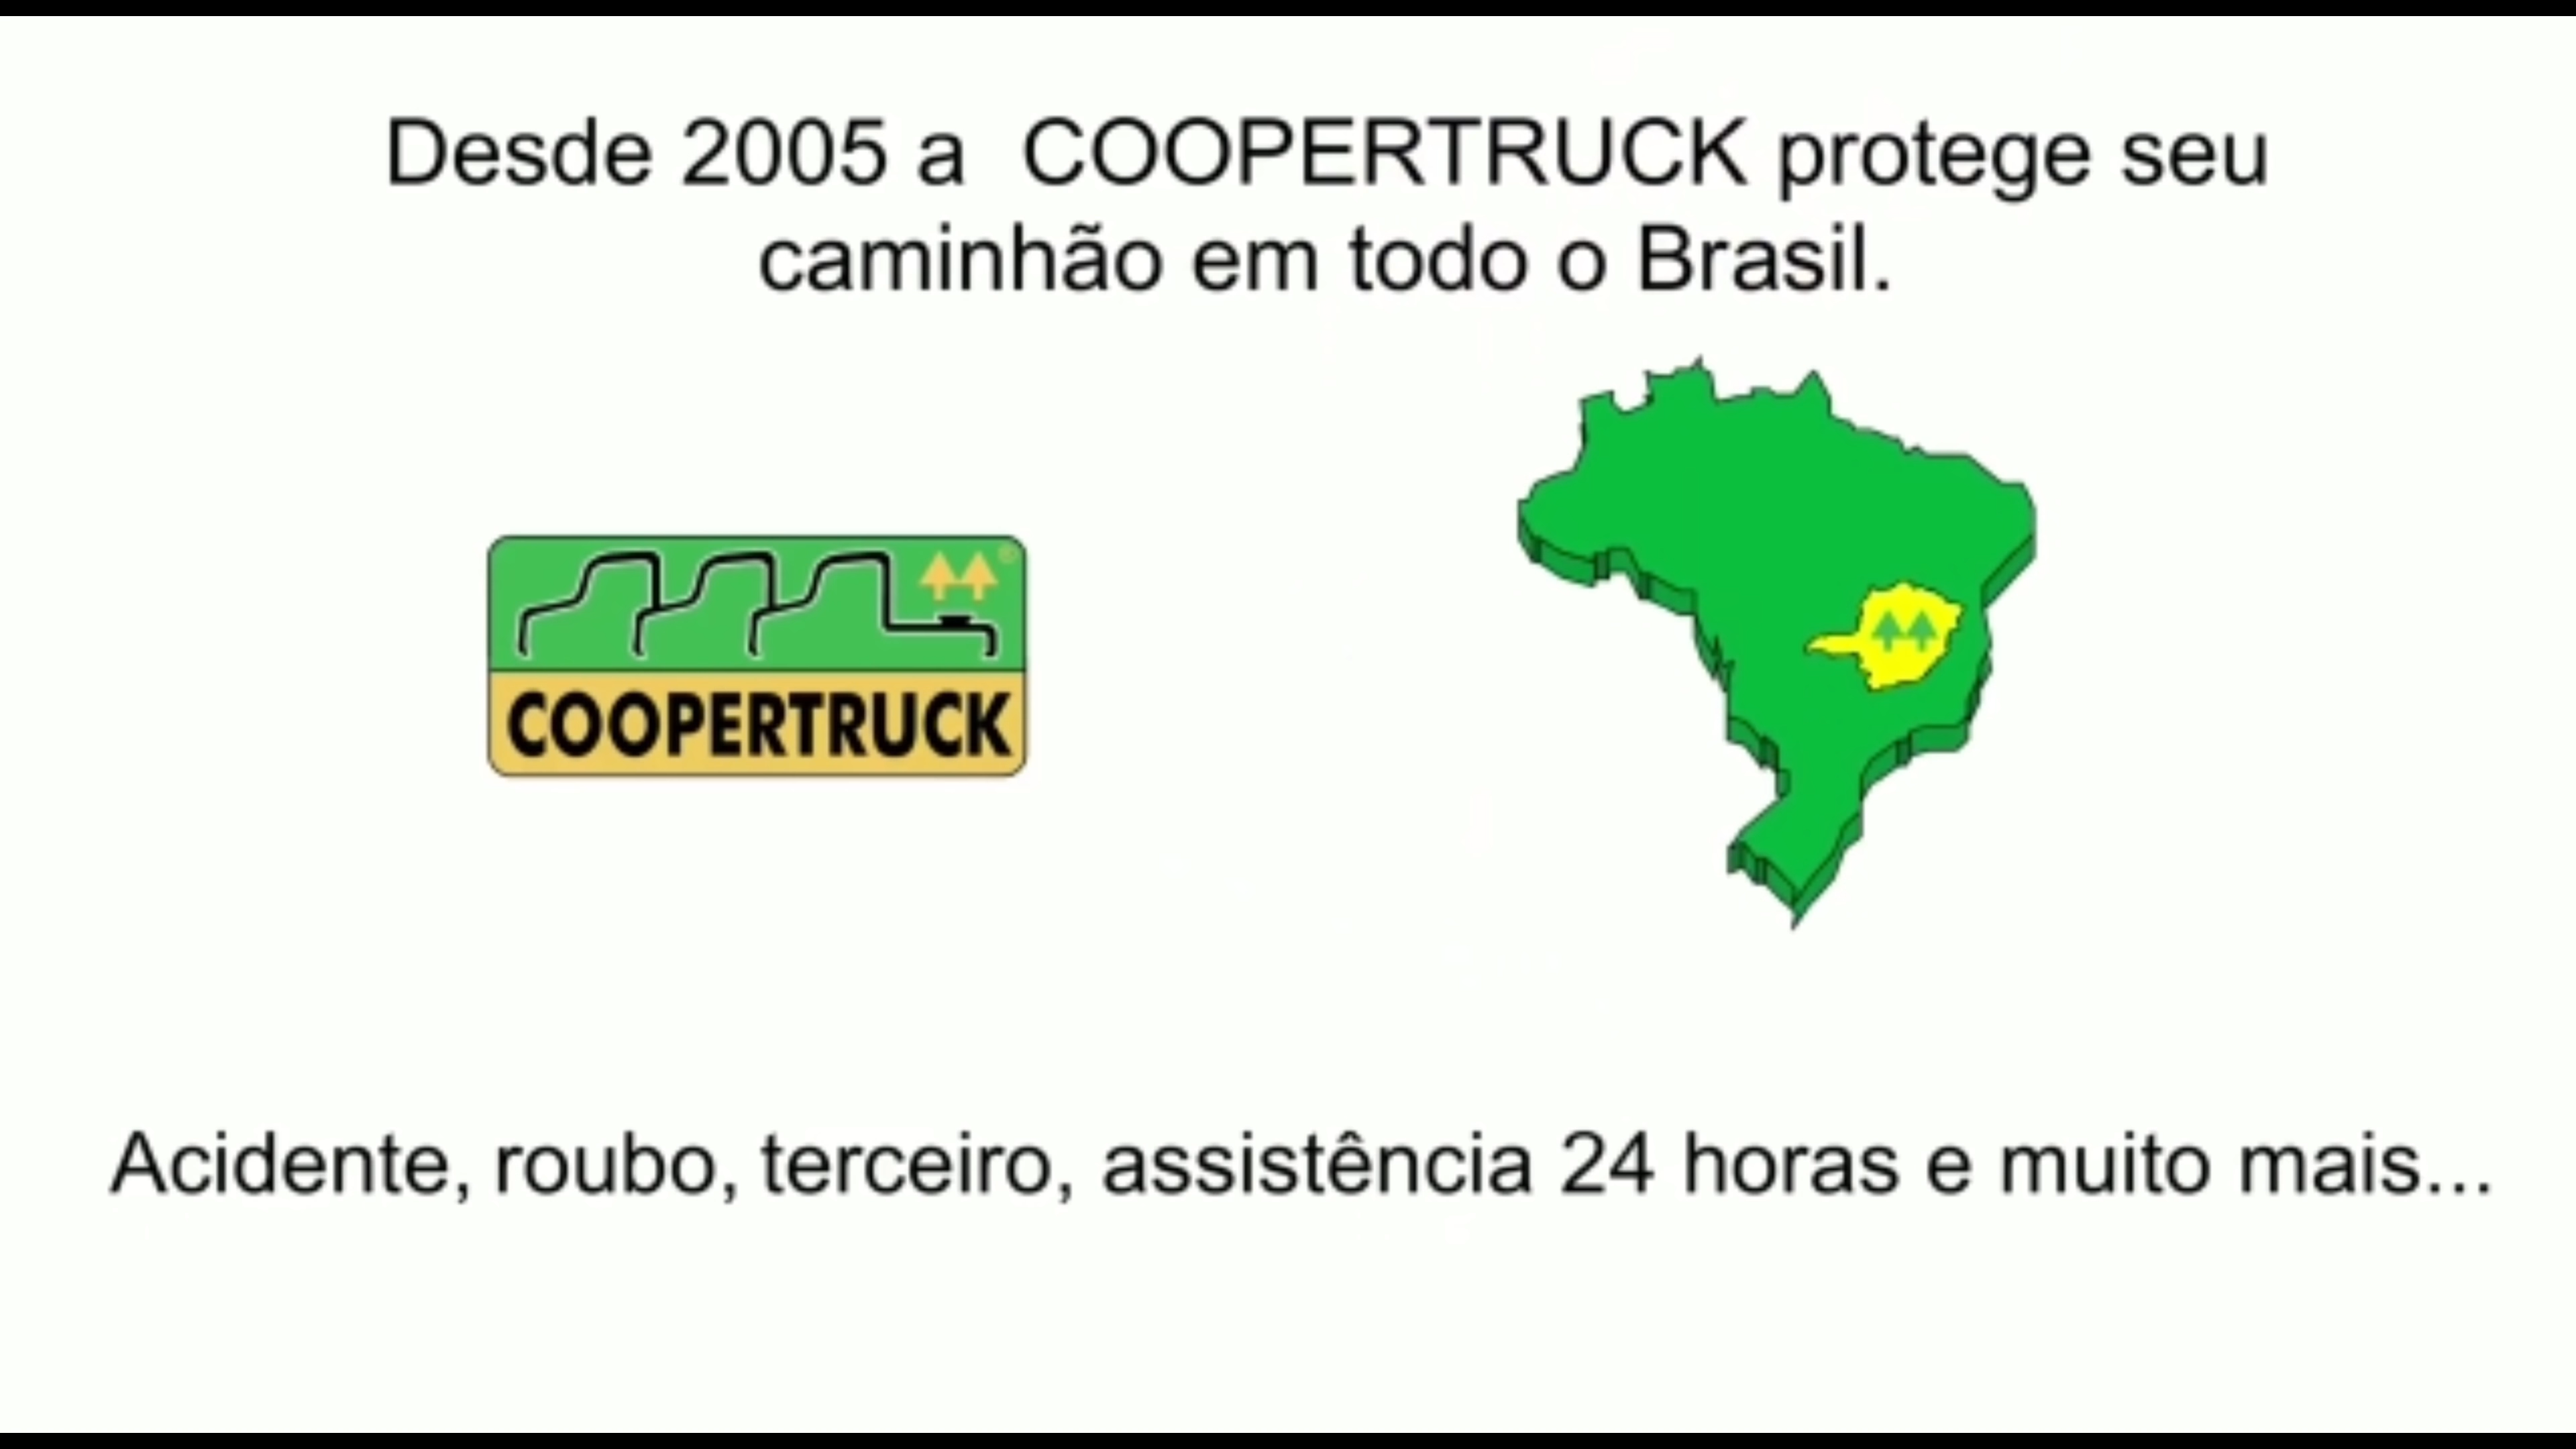 Desde 2005 a COOPERTRUCK protege seu
caminhão em todo o Brasil.
COOPERTRUCK
Acidente, roubo, terceiro, assistência 24 horas e muito mais...